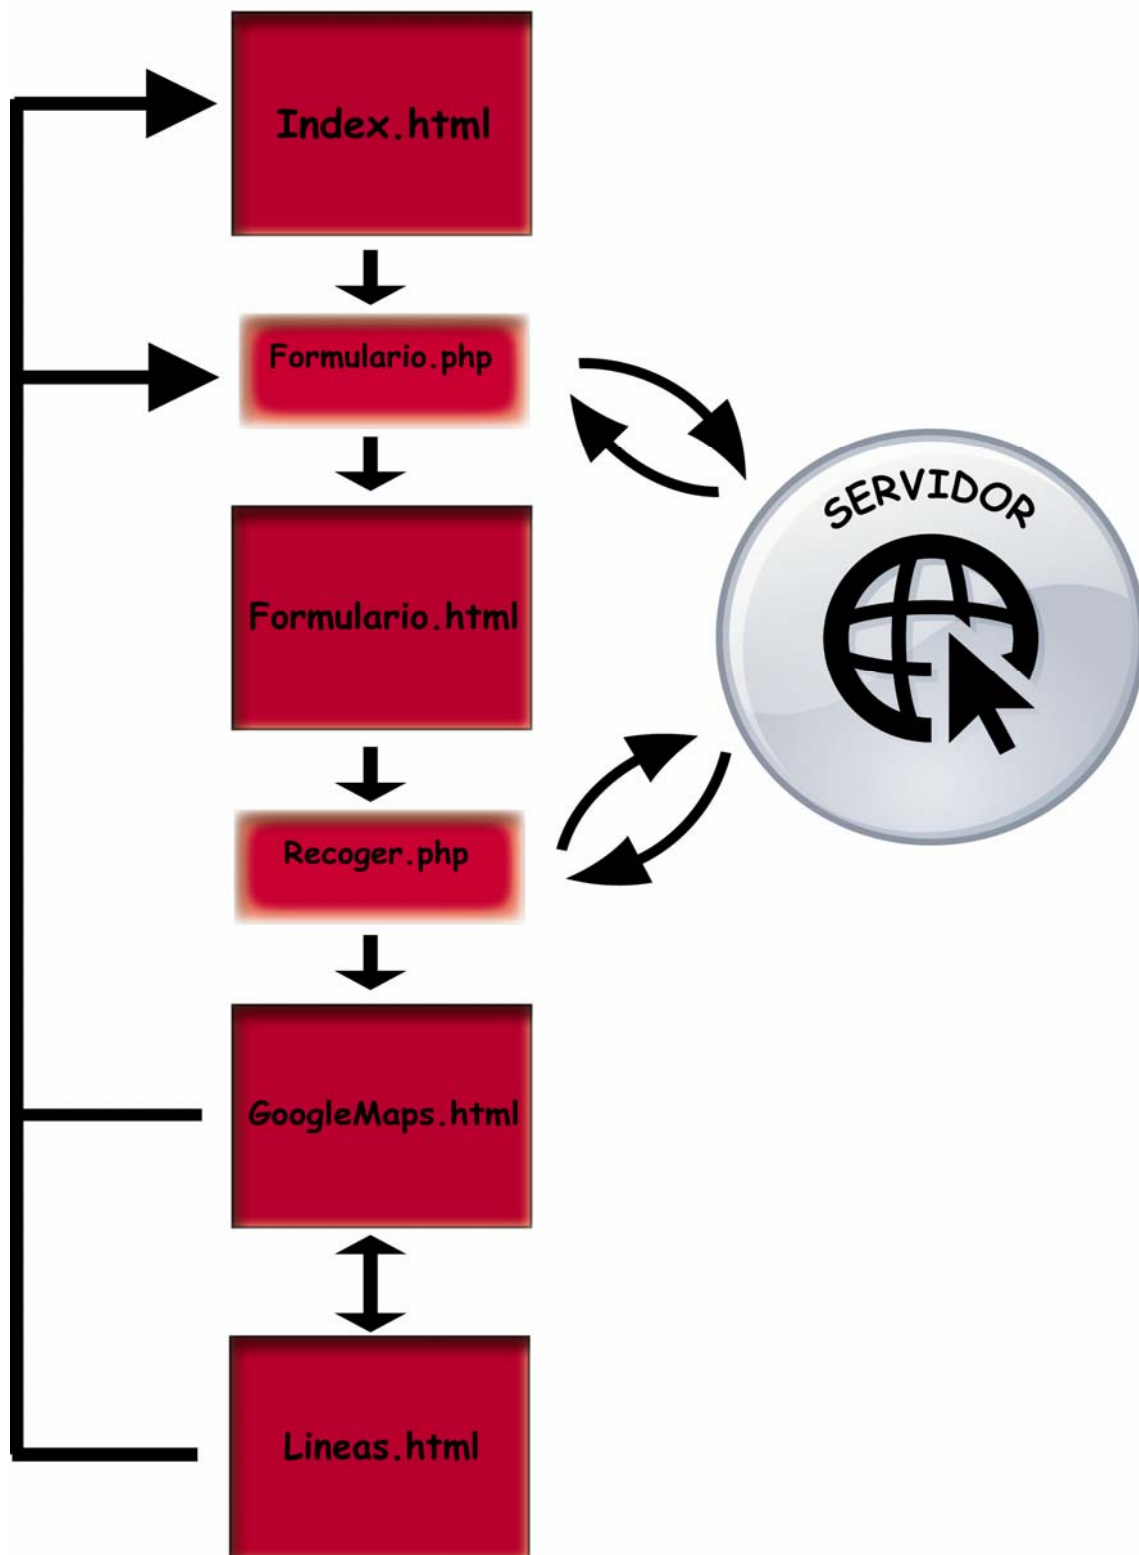 Index.html
Formulario.php
SERVIDOR
Formulario.html
Recoger.php
GoogleMaps.html
Lineas.html